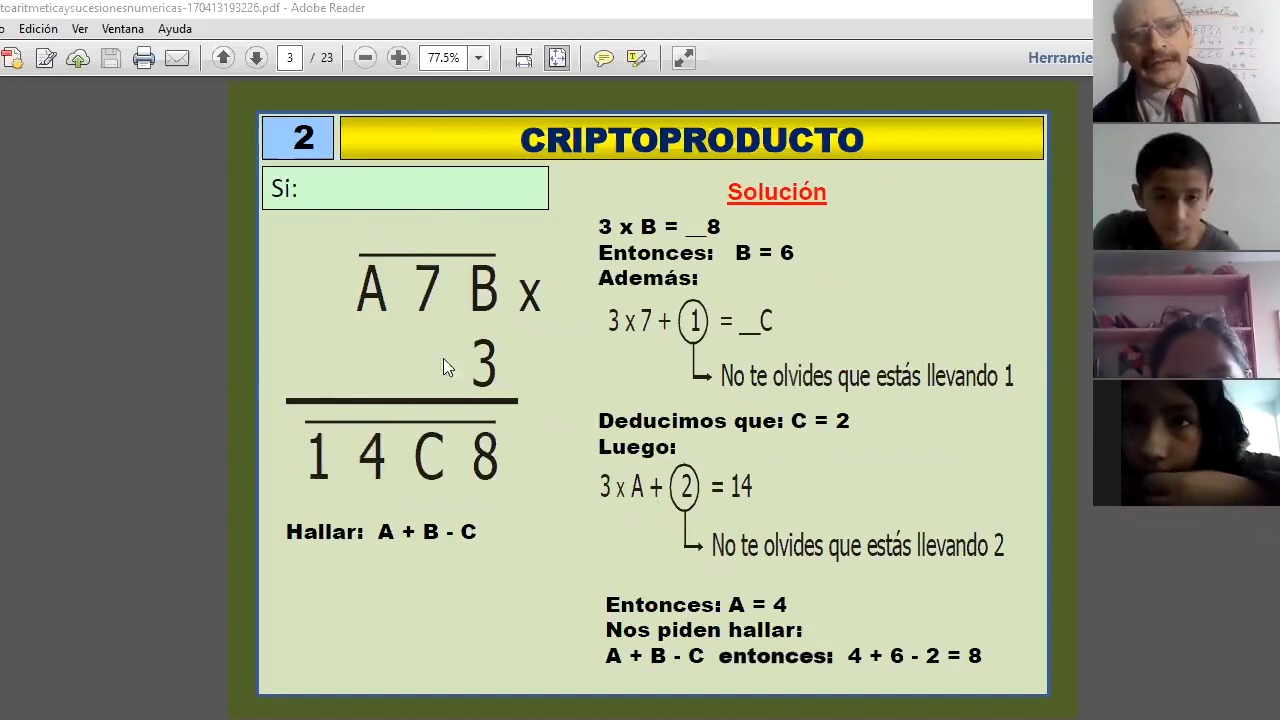 toaritmeticaysucesionesnumericas-170413193226.pdf - Adobe Reader
o Edición Ver Ventana Ayuda
3 / 23 77.5% Herramie
2 CRIPTOPRODUCTO
Si:
Solución
A 7 B x
3
1 4 C 8
Hallar: A + B - C
3 x B = __8
Entonces: B = 6
Además:
3 x 7 + 1 = __C
No te olvides que estás llevando 1
Deducimos que: C = 2
Luego:
3 x A + 2 = 14
No te olvides que estás llevando 2
Entonces: A = 4
Nos piden hallar:
A + B - C entonces: 4 + 6 - 2 = 8